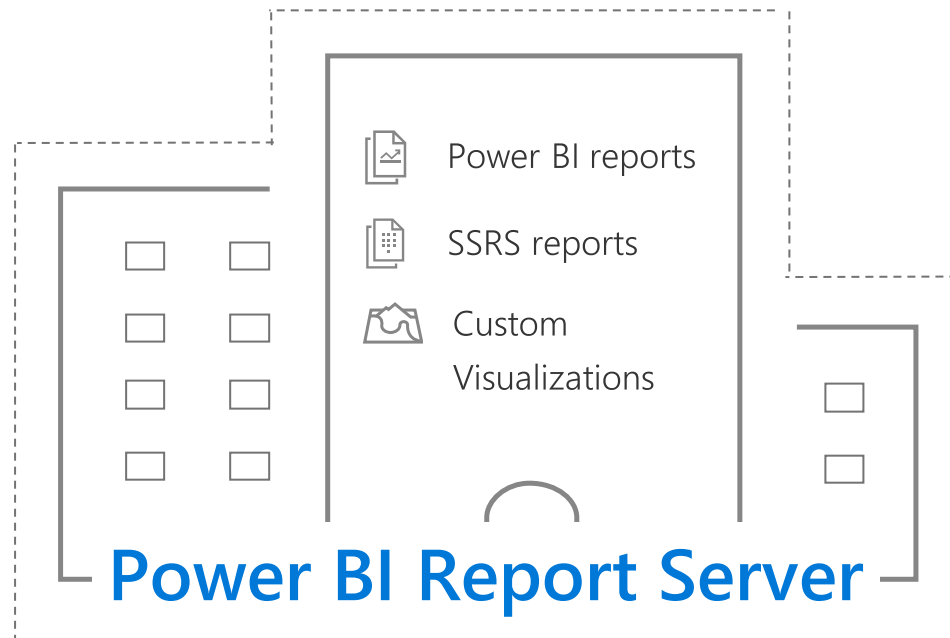 Power BI reports
SSRS reports
Custom
Visualizations
Power BI Report Server